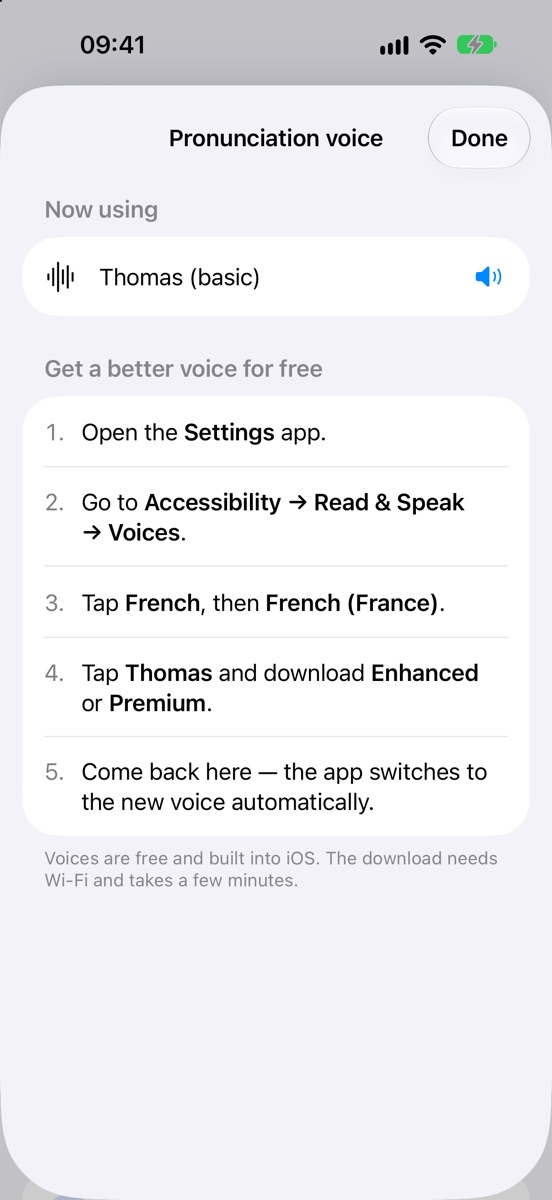 09:41
Pronunciation voice
Done
Now using
Thomas (basic)
Get a better voice for free
1. Open the Settings app.
2. Go to Accessibility → Read & Speak
→ Voices.
3. Tap French, then French (France).
4. Tap Thomas and download Enhanced
or Premium.
5. Come back here — the app switches to
the new voice automatically.
Voices are free and built into iOS. The download needs
Wi-Fi and takes a few minutes.